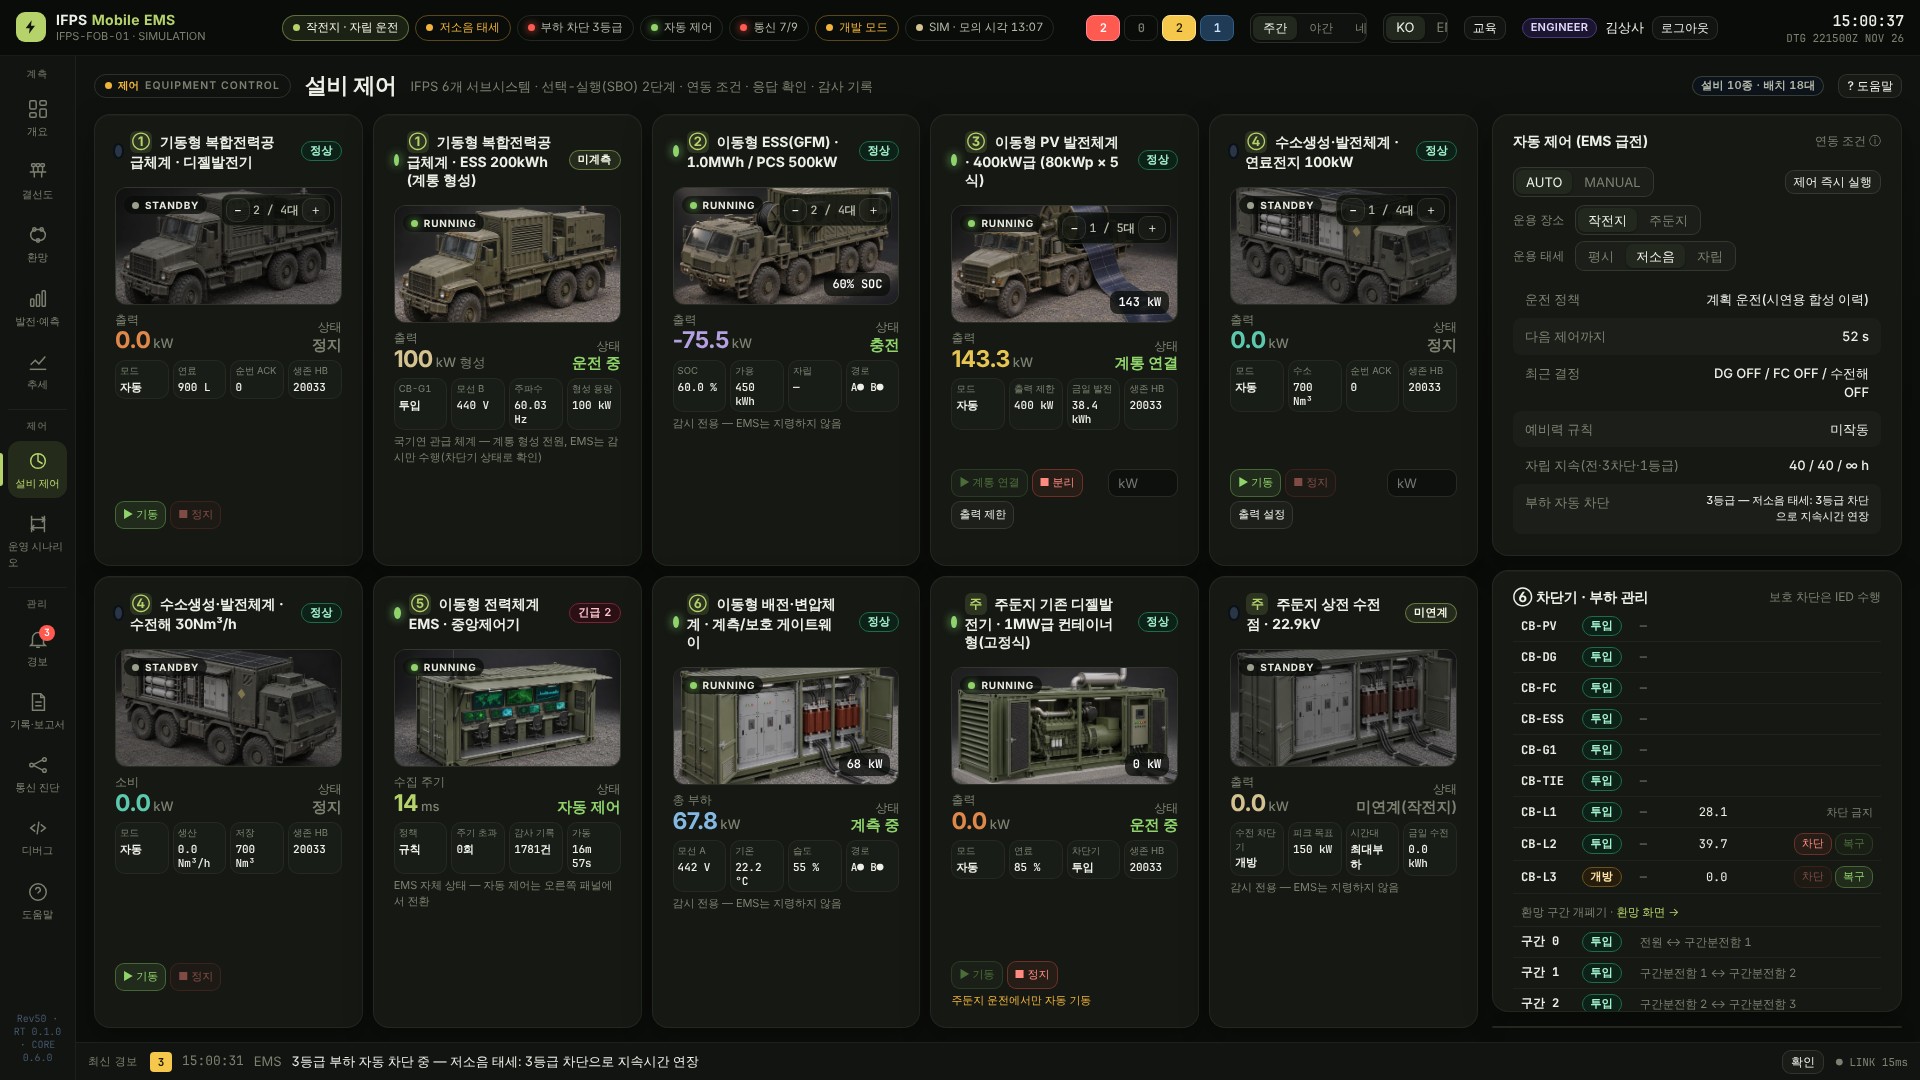 IFPS Mobile EMS
IFPS-FOB-01 · SIMULATION
작전지 · 자립 운전
저소음 태세
부하 차단 3등급
자동 제어
통신 7/9
개발 모드
SIM · 모의 시각 13:07
2 0 2 1
주간 야간
KO
교육
ENGINEER 김상사 로그아웃
15:00:37
DTG 221500Z NOV 26
계측
개요
결선도
환망
발전·예측
추세
제어
설비 제어
운영 시나리
오
관리
3
경보
기록·보고서
통신 진단
디버그
도움말
Rev50 ·
RT 0.1.0
· CORE
0.6.0
제어 EQUIPMENT CONTROL
설비 제어
IFPS 6개 서브시스템 · 선택-실행(SBO) 2단계 · 연동 조건 · 응답 확인 · 감사 기록
설비 10종 · 배치 18대
? 도움말
① 기동형 복합전력공
급체계 · 디젤발전기
정상
STANDBY
− 2 / 4대 +
출력
0.0 kW
상태
정지
모드
자동
연료
900 L
순번 ACK
0
생존 HB
20033
▶ 기동
■ 정지
① 기동형 복합전력공
급체계 · ESS 200kWh
(계통 형성)
미계측
RUNNING
출력
100 kW 형성
상태
운전 중
CB-G1
투입
모선 B
440 V
주파수
60.03
Hz
형성 용량
100 kW
국기연 관급 체계 — 계통 형성 전원, EMS는 감
시만 수행(차단기 상태로 확인)
② 이동형 ESS(GFM) ·
1.0MWh / PCS 500kW
정상
RUNNING
− 2 / 4대 +
60% SOC
출력
-75.5 kW
상태
충전
SOC
60.0 %
가용
450
kWh
자립
—
경로
A● B●
감시 전용 — EMS는 지령하지 않음
③ 이동형 PV 발전체계
· 400kW급 (80kWp × 5
식)
정상
RUNNING
− 1 / 5대 +
143 kW
출력
143.3 kW
상태
계통 연결
모드
자동
출력 제한
400 kW
금일 발전
38.4
kWh
생존 HB
20033
▶ 계통 연결
■ 분리
kW
출력 제한
④ 수소생성·발전체계 ·
연료전지 100kW
정상
STANDBY
− 1 / 4대 +
출력
0.0 kW
상태
정지
모드
자동
수소
700
Nm³
순번 ACK
0
생존 HB
20033
▶ 기동
■ 정지
kW
출력 설정
④ 수소생성·발전체계 ·
수전해 30Nm³/h
정상
STANDBY
소비
0.0 kW
상태
정지
모드
자동
생산
0.0
Nm³/h
저장
700
Nm³
생존 HB
20033
▶ 기동
■ 정지
⑤ 이동형 전력체계
EMS · 중앙제어기
긴급 2
RUNNING
수집 주기
14 ms
상태
자동 제어
정책
규칙
주기 초과
0회
감사 기록
1781건
가동
16m
57s
EMS 자체 상태 — 자동 제어는 오른쪽 패널에
서 전환
⑥ 이동형 배전·변압체
계 · 계측/보호 게이트웨
이
정상
RUNNING
68 kW
총 부하
67.8 kW
상태
계측 중
모선 A
442 V
기온
22.2
°C
습도
55 %
경로
A● B●
감시 전용 — EMS는 지령하지 않음
주 주둔지 기존 디젤발
전기 · 1MW급 컨테이너
형(고정식)
정상
RUNNING
0 kW
출력
0.0 kW
상태
운전 중
모드
자동
연료
85 %
차단기
투입
생존 HB
20033
▶ 기동
■ 정지
주둔지 운전에서만 자동 기동
주 주둔지 상전 수전
점 · 22.9kV
미연계
STANDBY
출력
0.0 kW
상태
미연계(작전지)
수전 차단
기
개방
피크 목표
150 kW
시간대
최대부
하
금일 수전
0.0
kWh
감시 전용 — EMS는 지령하지 않음
자동 제어 (EMS 급전)
연동 조건 ⓘ
AUTO MANUAL
제어 즉시 실행
운용 장소 작전지 주둔지
운용 태세 평시 저소음 자립
운전 정책 계획 운전(시연용 합성 이력)
다음 제어까지 52 s
최근 결정 DG OFF / FC OFF / 수전해
OFF
예비력 규칙 미작동
자립 지속(전·3차단·1등급) 40 / 40 / ∞ h
부하 자동 차단 3등급 — 저소음 태세: 3등급 차단
으로 지속시간 연장
⑥ 차단기 · 부하 관리
보호 차단은 IED 수행
CB-PV 투입 —
CB-DG 투입 —
CB-FC 투입 —
CB-ESS 투입 —
CB-G1 투입 —
CB-TIE 투입 —
CB-L1 투입 — 28.1 차단 금지
CB-L2 투입 — 39.7 차단 복구
CB-L3 개방 — 0.0 차단 복구
환망 구간 개폐기 · 환망 화면 →
구간 0 투입 전원 ↔ 구간분전함 1
구간 1 투입 구간분전함 1 ↔ 구간분전함 2
구간 2 투입 구간분전함 2 ↔ 구간분전함 3
최신 경보 3 15:00:31 EMS 3등급 부하 자동 차단 중 — 저소음 태세: 3등급 차단으로 지속시간 연장
확인
LINK 15ms